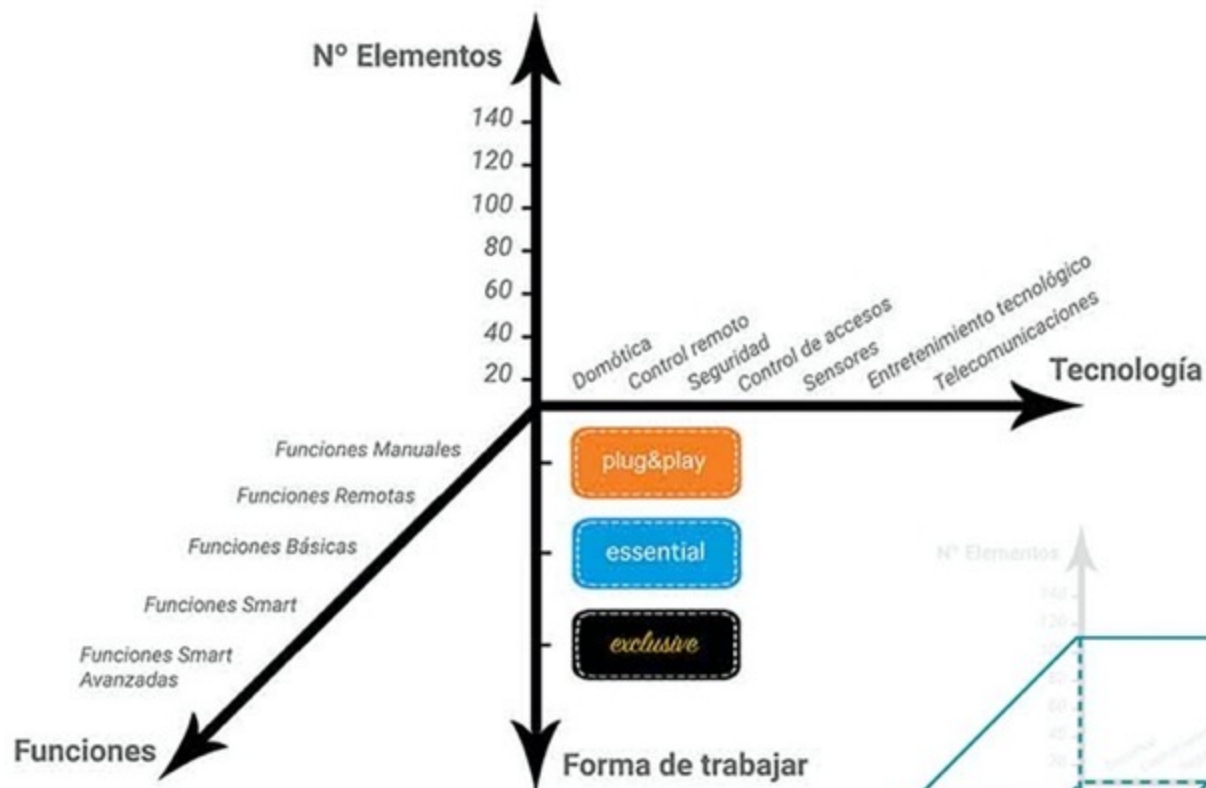 Nº Elementos
140
120
100
80
60
40
20
Domótica
Control remoto
Seguridad
Control de accesos
Sensores
Entretenimiento tecnológico
Telecomunicaciones
Tecnología
Funciones Manuales
Funciones Remotas
Funciones Básicas
Funciones Smart
Funciones Smart
Avanzadas
Funciones
plug&play
essential
exclusive
Forma de trabajar
Nº Elementos
140
120
80
60
40
20